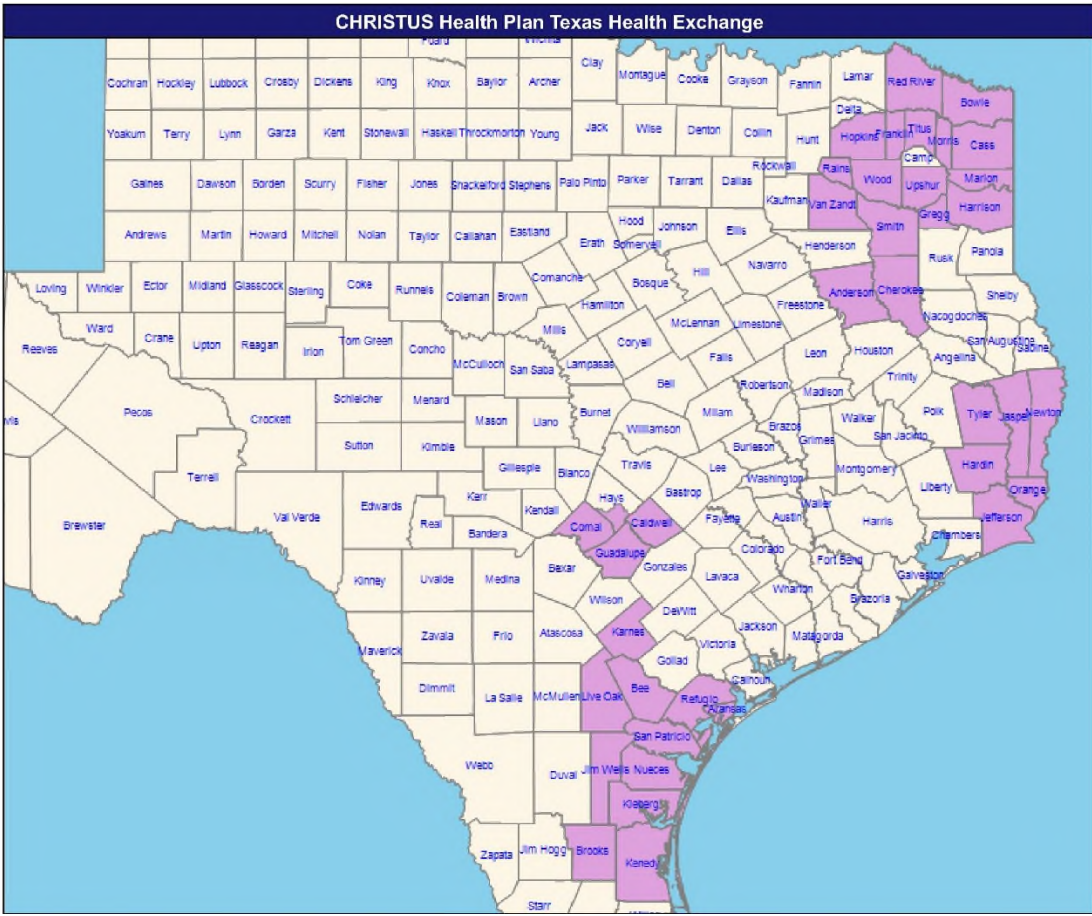 CHRISTUS Health Plan Texas Health Exchange
Foard
Wichita
Cochran Hockley Lubbock Crosby Dickens King Knox Baylor Archer Clay Montague Cooke Grayson Fannin Lamar Red River Bowie
Delta
Yoakum Terry Lynn Garza Kent Stonewall Haskell Throckmorton Young Jack Wise Denton Collin Hunt Hopkins Franklin Titus Morris Cass
Camp
Rockwall
Gaines Dawson Borden Scurry Fisher Jones Shackelford Stephens Palo Pinto Parker Tarrant Dallas Rains Wood Upshur Marion
Kaufman Van Zandt Gregg Harrison
Andrews Martin Howard Mitchell Nolan Taylor Callahan Eastland Erath Hood Johnson Ellis Smith
Somervell Henderson Rusk Panola
Loving Winkler Ector Midland Glasscock Sterling Coke Runnels Coleman Brown Comanche Bosque Hill Navarro Anderson Cherokee Shelby
Hamilton Freestone
Ward Crane Upton Reagan Irion Tom Green Concho Mills Coryell McLennan Limestone Nacogdoches
Reeves McCulloch San Saba Lampasas Falls Leon Houston Angelina San Augustine Sabine
Bell Robertson Madison Trinity
Pecos Crockett Schleicher Menard Mason Llano Burnet Milam Walker Polk Tyler Jasper Newton
vis
Williamson Brazos Grimes San Jacinto
Sutton Kimble Burleson
Terrell Gillespie Blanco Travis Lee Washington Montgomery Liberty Hardin
Brewster Val Verde Edwards Kerr Kendall Hays Bastrop Waller Orange
Real Bandera Comal Caldwell Fayette Austin Harris Chambers Jefferson
Guadalupe Colorado Fort Bend Galveston
Kinney Uvalde Medina Bexar Gonzales Lavaca Wharton Brazoria
Wilson DeWitt
Maverick Zavala Frio Atascosa Karnes Victoria Jackson Matagorda
Goliad Calhoun
Dimmit La Salle McMullen Live Oak Bee Refugio Aransas
San Patricio
Webb Duval Jim Wells Nueces
Kleberg
Zapata Jim Hogg Brooks Kenedy
Starr